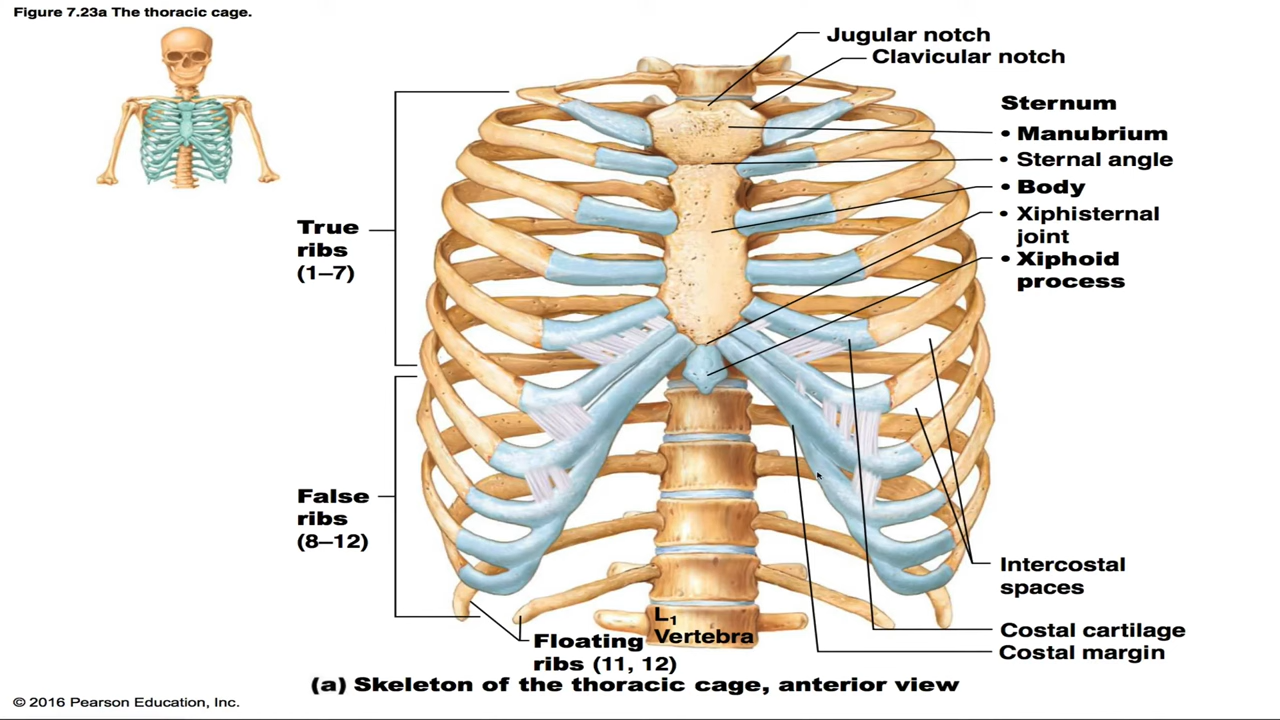 Figure 7.23a The thoracic cage.
Jugular notch
Clavicular notch
Sternum
• Manubrium
• Sternal angle
• Body
• Xiphisternal
joint
• Xiphoid
process
True
ribs
(1–7)
False
ribs
(8–12)
Intercostal
spaces
Costal cartilage
Costal margin
L1
Vertebra
Floating
ribs (11, 12)
(a) Skeleton of the thoracic cage, anterior view
© 2016 Pearson Education, Inc.